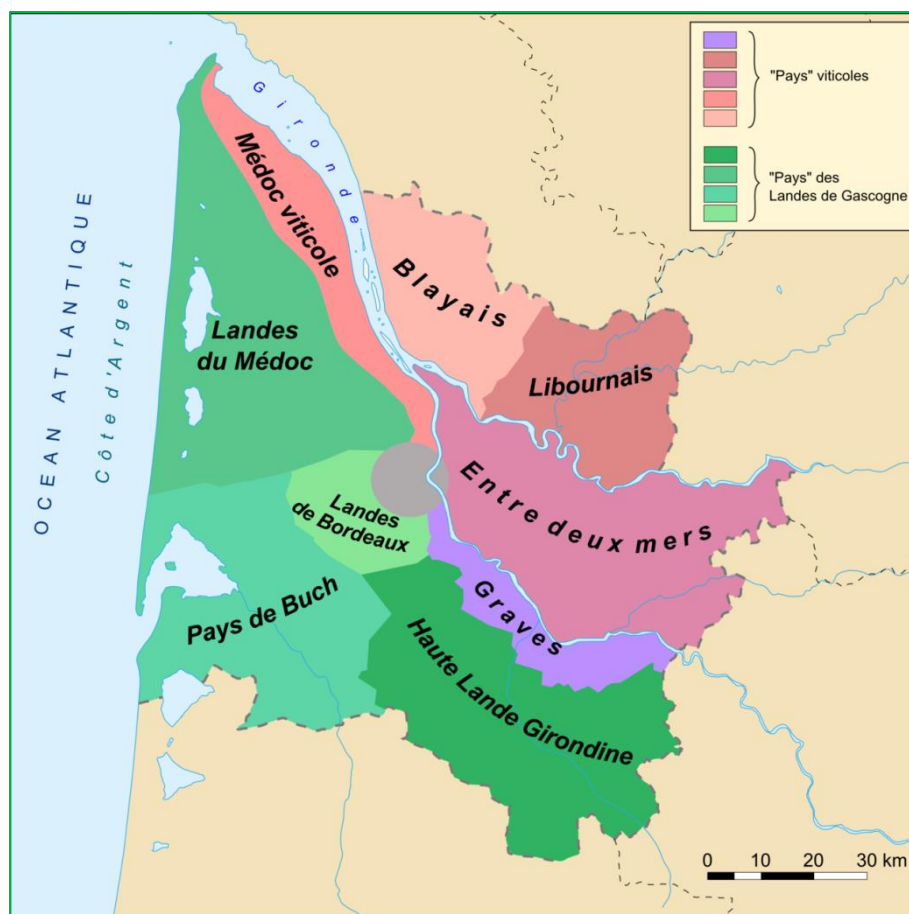 "Pays" viticoles
"Pays" des
Landes de Gascogne
Gironde
Médoc viticole
Blayais
OCEAN ATLANTIQUE
Côte d'Argent
Landes
du Médoc
Libournais
Entre deux mers
Landes
de Bordeaux
Graves
Pays de Buch
Haute Lande Girondine
0 10 20 30 km